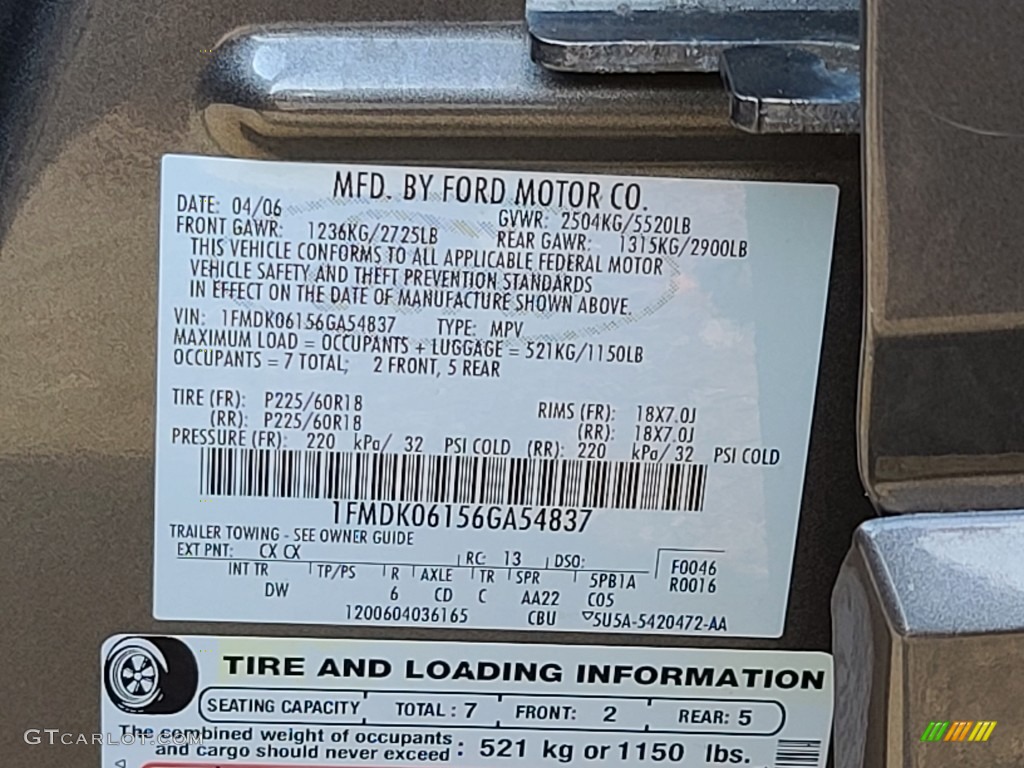 MFD. BY FORD MOTOR CO.
DATE: 04/06 GVWR: 2504KG/5520LB
FRONT GAWR: 1236KG/2725LB REAR GAWR: 1315KG/2900LB
THIS VEHICLE CONFORMS TO ALL APPLICABLE FEDERAL MOTOR
VEHICLE SAFETY AND THEFT PREVENTION STANDARDS
IN EFFECT ON THE DATE OF MANUFACTURE SHOWN ABOVE.
VIN: 1FMDK06156GA54837 TYPE: MPV
MAXIMUM LOAD = OCCUPANTS + LUGGAGE = 521KG/1150LB
OCCUPANTS = 7 TOTAL; 2 FRONT, 5 REAR
TIRE (FR): P225/60R18 RIMS (FR): 18X7.0J
(RR): P225/60R18 (RR): 18X7.0J
PRESSURE (FR): 220 kPa/ 32 PSI COLD (RR): 220 kPa/ 32 PSI COLD
1FMDK06156GA54837
TRAILER TOWING - SEE OWNER GUIDE
EXT PNT: CX CX RC: 13 DSO: F0046
INT TR TP/PS R AXLE TR SPR 5PB1A R0016
DW 6 CD C AA22 C05
1200604036165 CBU ▽5U5A-5420472-AA
TIRE AND LOADING INFORMATION
SEATING CAPACITY TOTAL : 7 FRONT: 2 REAR: 5
The combined weight of occupants
and cargo should never exceed : 521 kg or 1150 lbs.
GTCarLot.com